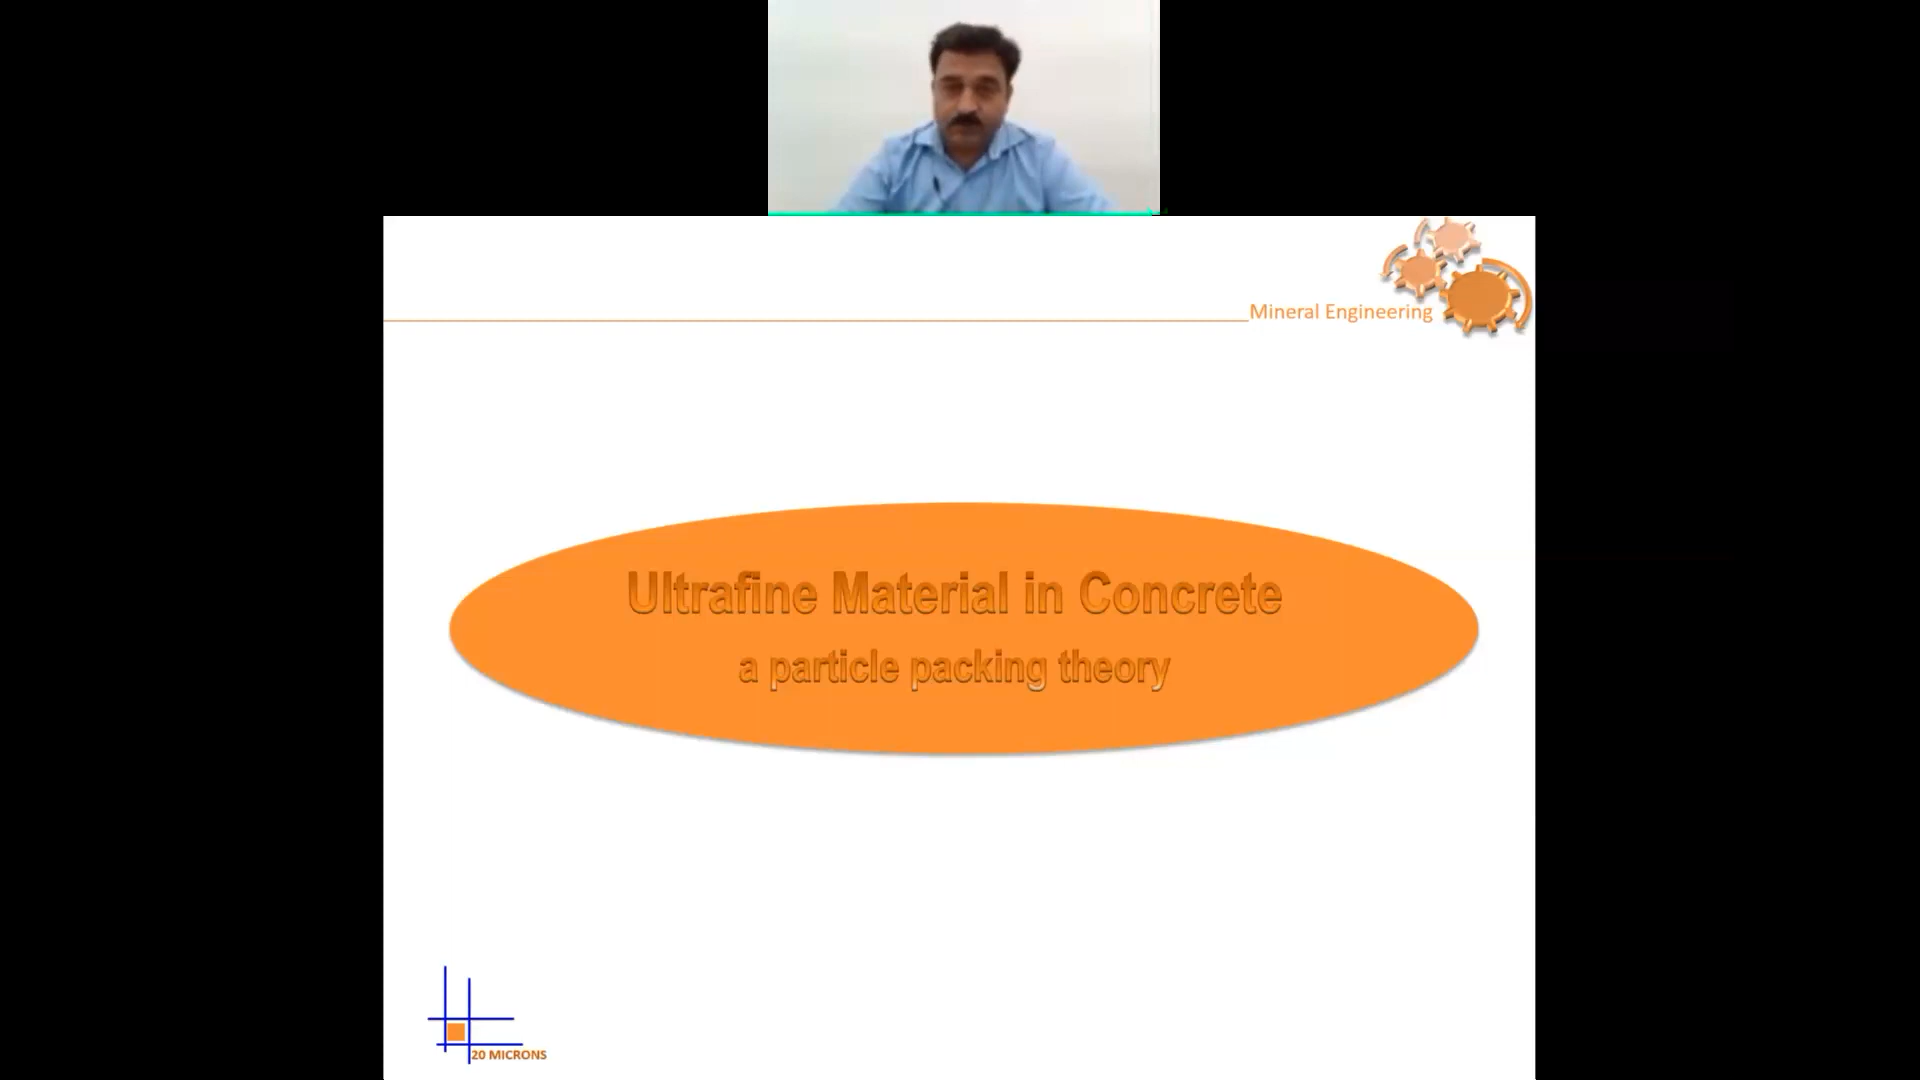 Mineral Engineering
Ultrafine Material in Concrete
a particle packing theory
20 MICRONS